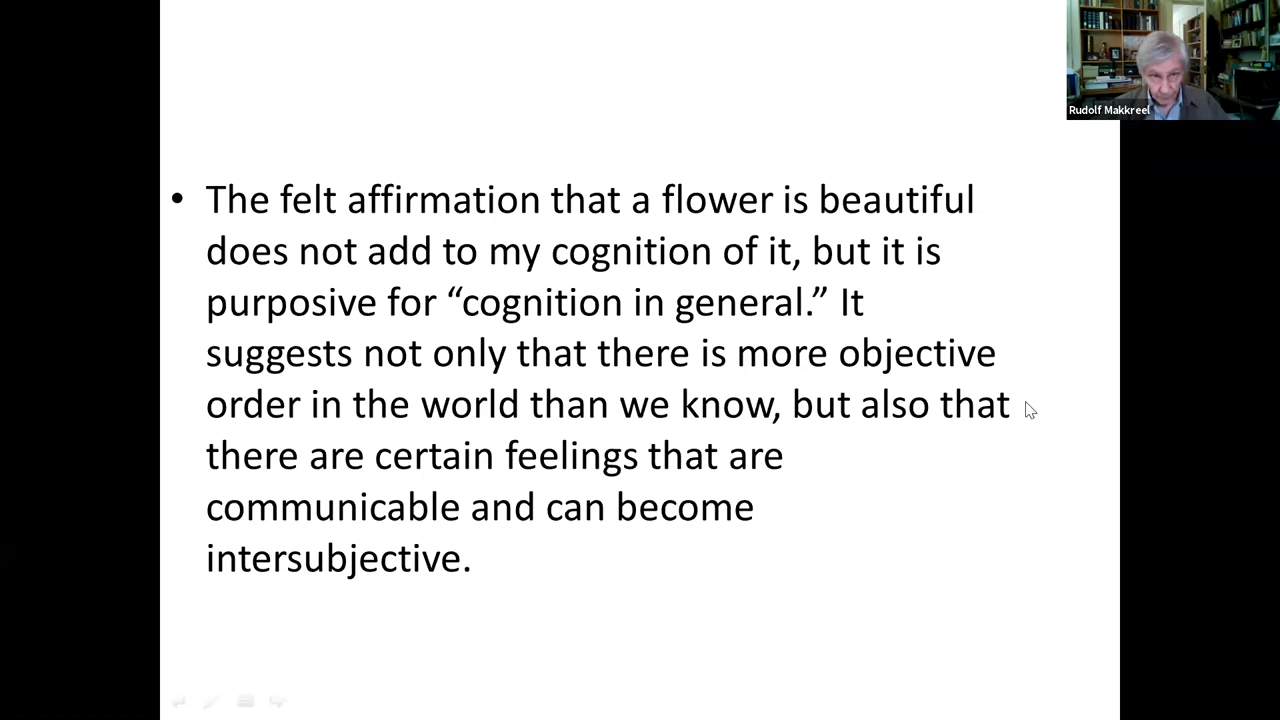 Rudolf Makkreel
• The felt affirmation that a flower is beautiful
does not add to my cognition of it, but it is
purposive for “cognition in general.” It
suggests not only that there is more objective
order in the world than we know, but also that
there are certain feelings that are
communicable and can become
intersubjective.